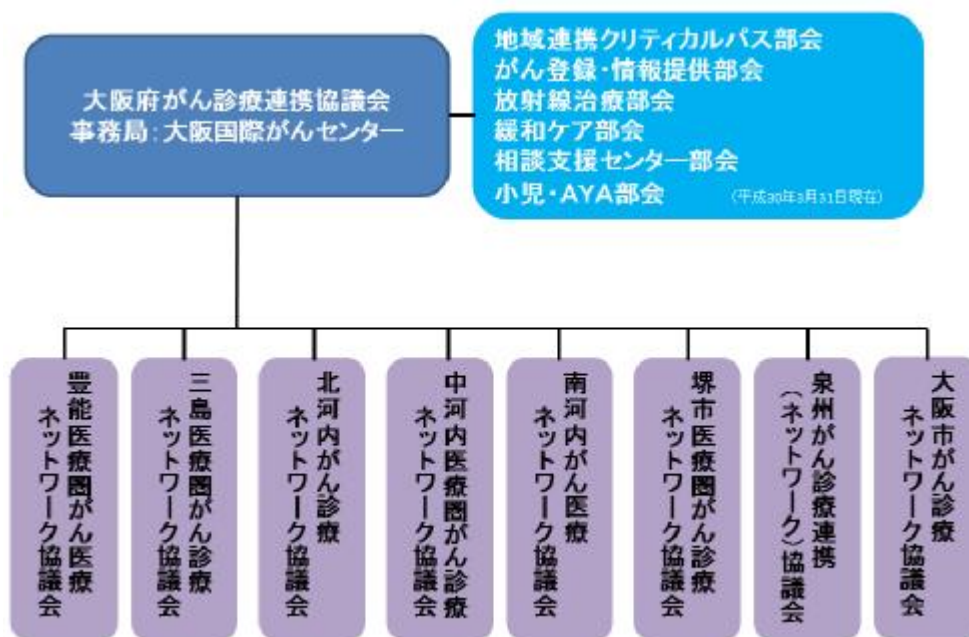 大阪府がん診療連携協議会
事務局：大阪国際がんセンター
地域連携クリティカルパス部会
がん登録・情報提供部会
放射線治療部会
緩和ケア部会
相談支援センター部会
小児・AYA部会 （平成30年3月31日現在）
豊能医療圏がん医療
ネットワーク協議会
三島医療圏がん診療
ネットワーク協議会
北河内がん診療
ネットワーク協議会
中河内医療圏がん診療
ネットワーク協議会
南河内がん医療
ネットワーク協議会
堺市医療圏がん診療
ネットワーク協議会
泉州がん診療連携
（ネットワーク）協議会
大阪市がん診療
ネットワーク協議会